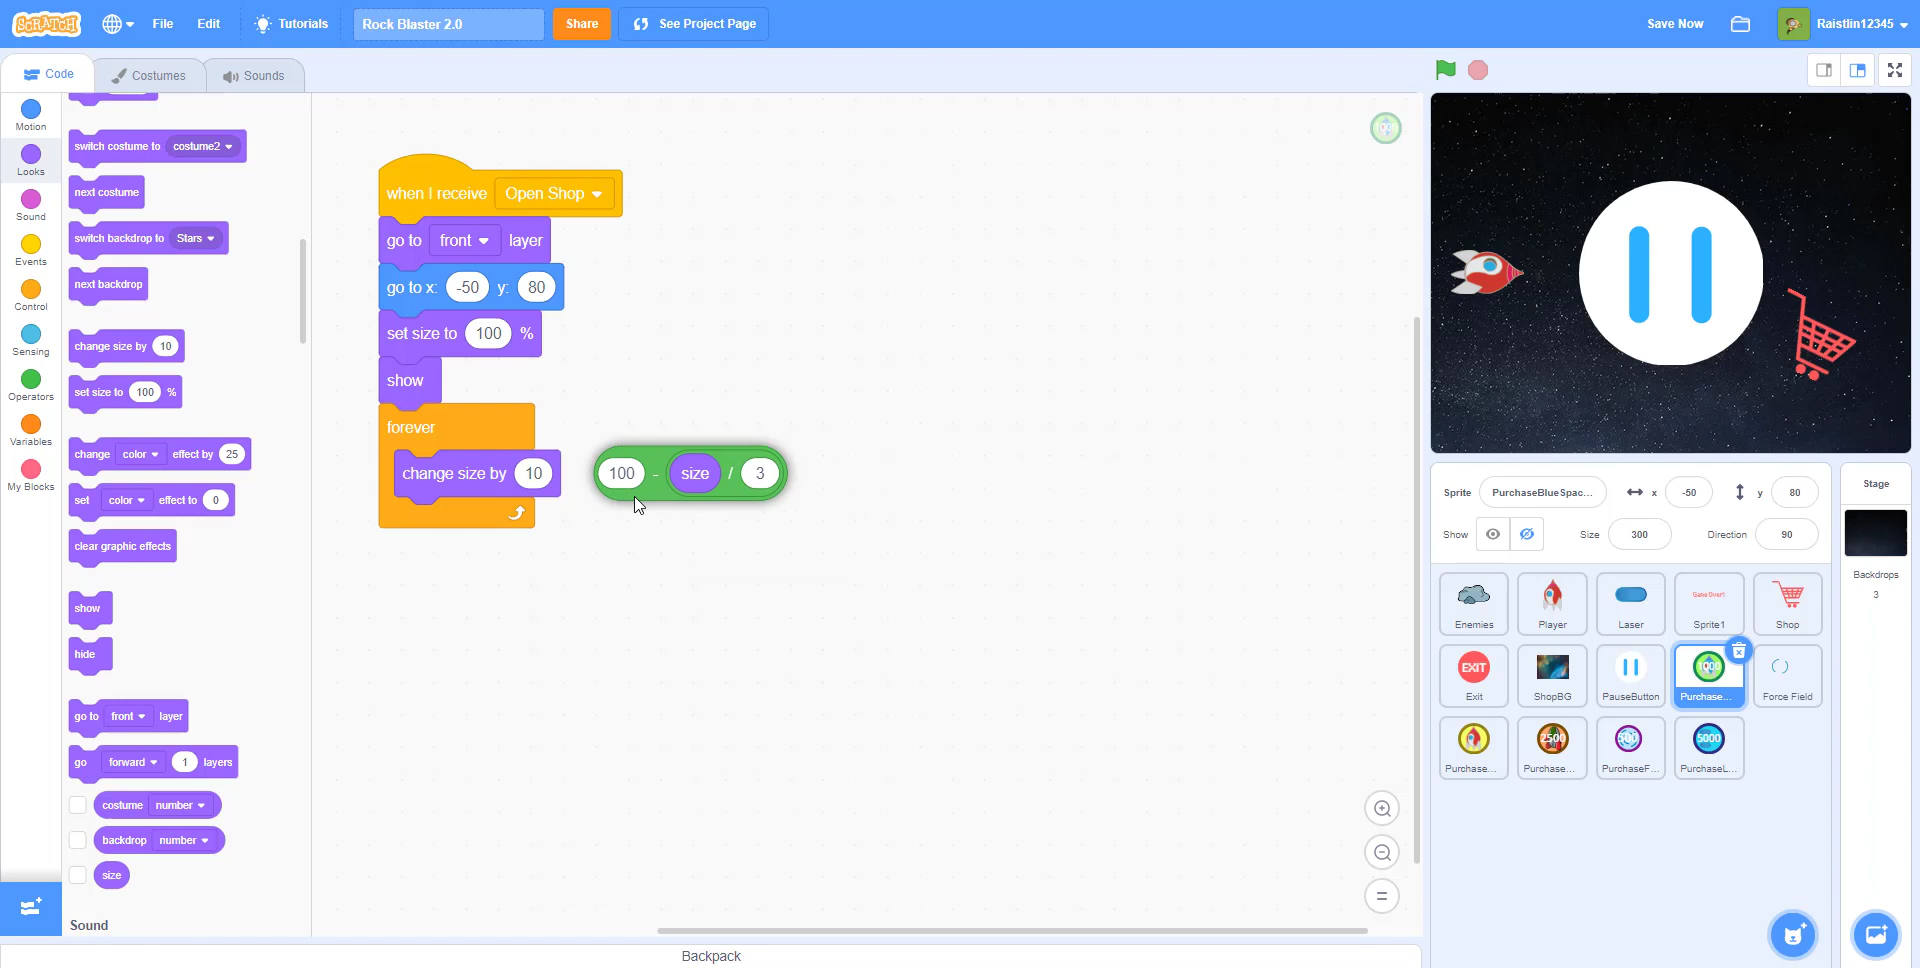 SCRATCH File Edit Tutorials Rock Blaster 2.0 Share See Project Page Save Now Raistlin12345
Code Costumes Sounds
Motion
Looks
Sound
Events
Control
Sensing
Operators
Variables
My Blocks
switch costume to costume2
next costume
switch backdrop to Stars
next backdrop
change size by 10
set size to 100 %
change color effect by 25
set color effect to 0
clear graphic effects
show
hide
go to front layer
go forward 1 layers
costume number
backdrop number
size
Sound
when I receive Open Shop
go to front layer
go to x: -50 y: 80
set size to 100 %
show
forever
change size by 10
100 - size / 3
Backpack
Sprite PurchaseBlueSpac... x -50 y 80
Show Size 300 Direction 90
Game Over!
Enemies Player Laser Sprite1 Shop
EXIT 1000
Exit ShopBG PauseButton Purchase... Force Field
2500 500 5000
Purchase... Purchase... PurchaseF... PurchaseL...
Stage
Backdrops
3